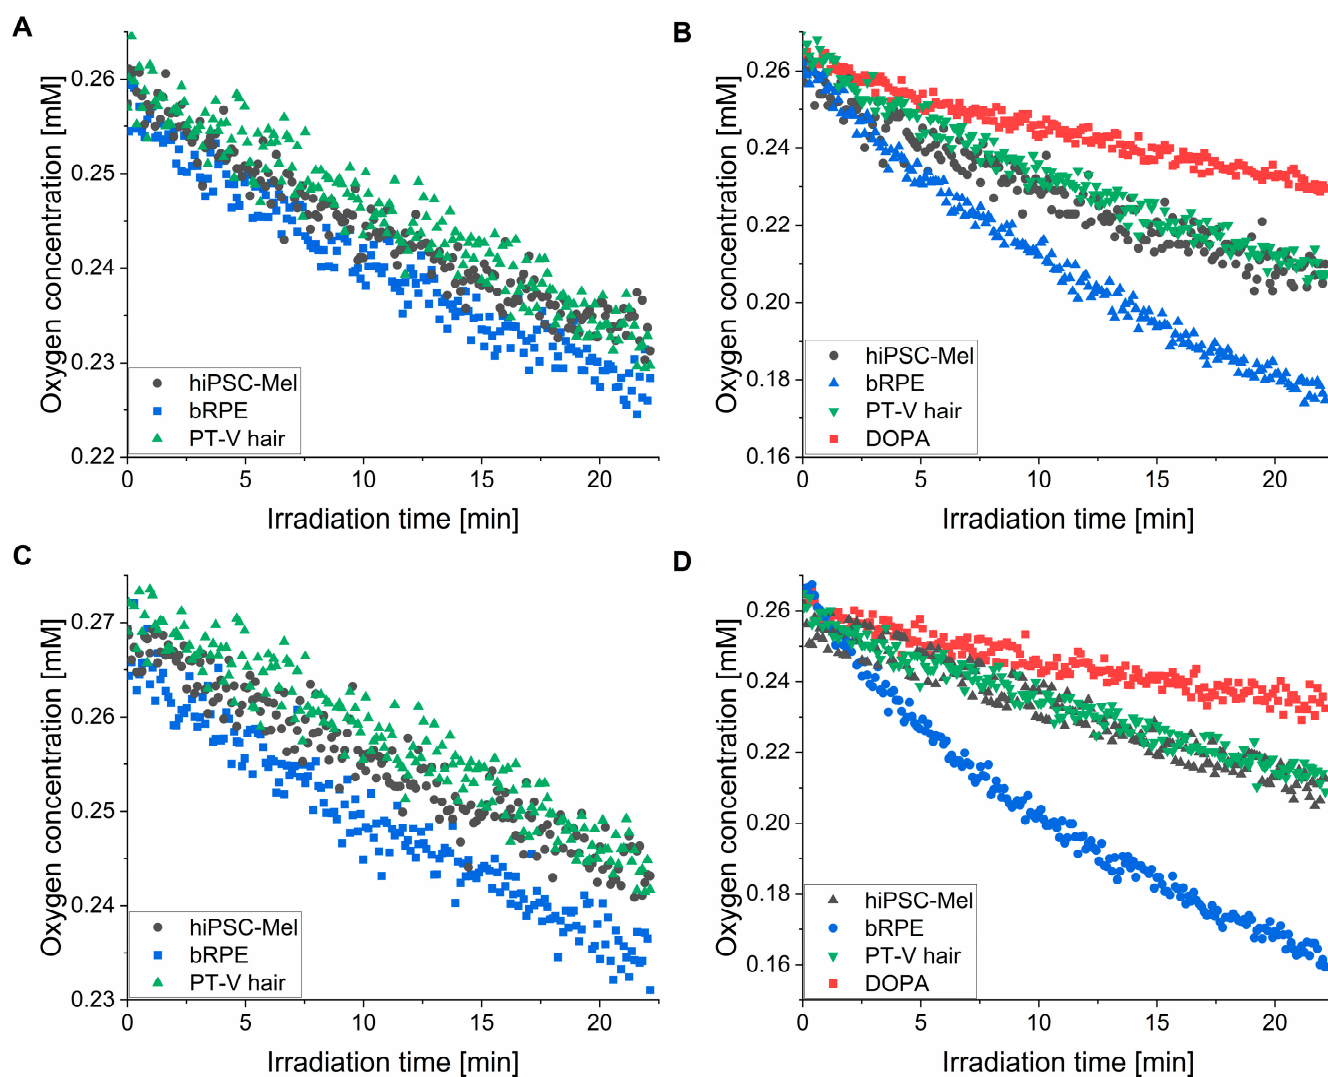 A
Oxygen concentration [mM]
0.26
0.25
0.24
0.23
0.22
hiPSC-Mel
bRPE
PT-V hair
0
5
10
15
20
Irradiation time [min]
B
Oxygen concentration [mM]
0.26
0.24
0.22
0.20
0.18
0.16
hiPSC-Mel
bRPE
PT-V hair
DOPA
0
5
10
15
20
Irradiation time [min]
C
Oxygen concentration [mM]
0.27
0.26
0.25
0.24
0.23
hiPSC-Mel
bRPE
PT-V hair
0
5
10
15
20
Irradiation time [min]
D
Oxygen concentration [mM]
0.26
0.24
0.22
0.20
0.18
0.16
hiPSC-Mel
bRPE
PT-V hair
DOPA
0
5
10
15
20
Irradiation time [min]